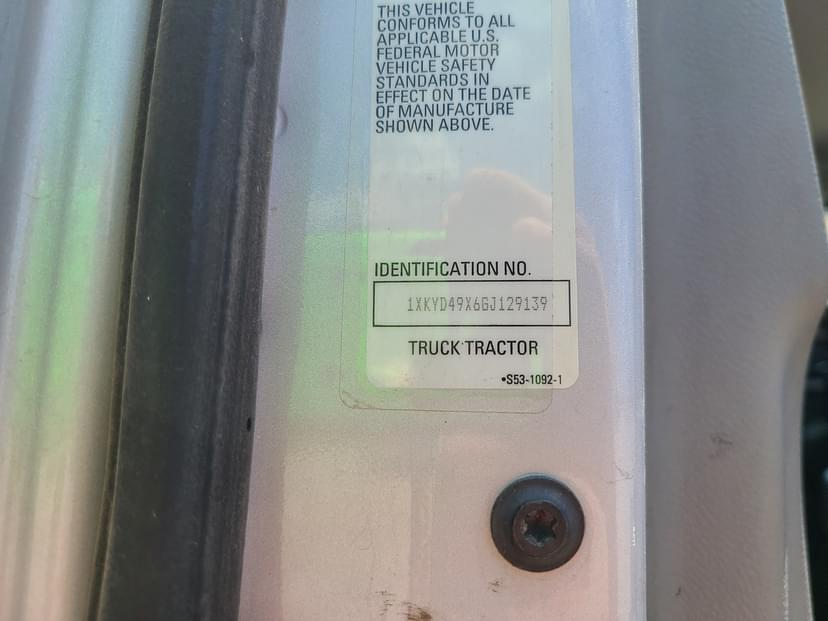 THIS VEHICLE
CONFORMS TO ALL
APPLICABLE U.S.
FEDERAL MOTOR
VEHICLE SAFETY
STANDARDS IN
EFFECT ON THE DATE
OF MANUFACTURE
SHOWN ABOVE.
IDENTIFICATION NO.
1XKYD49X6GJ129139
TRUCK TRACTOR
•S53-1092-1